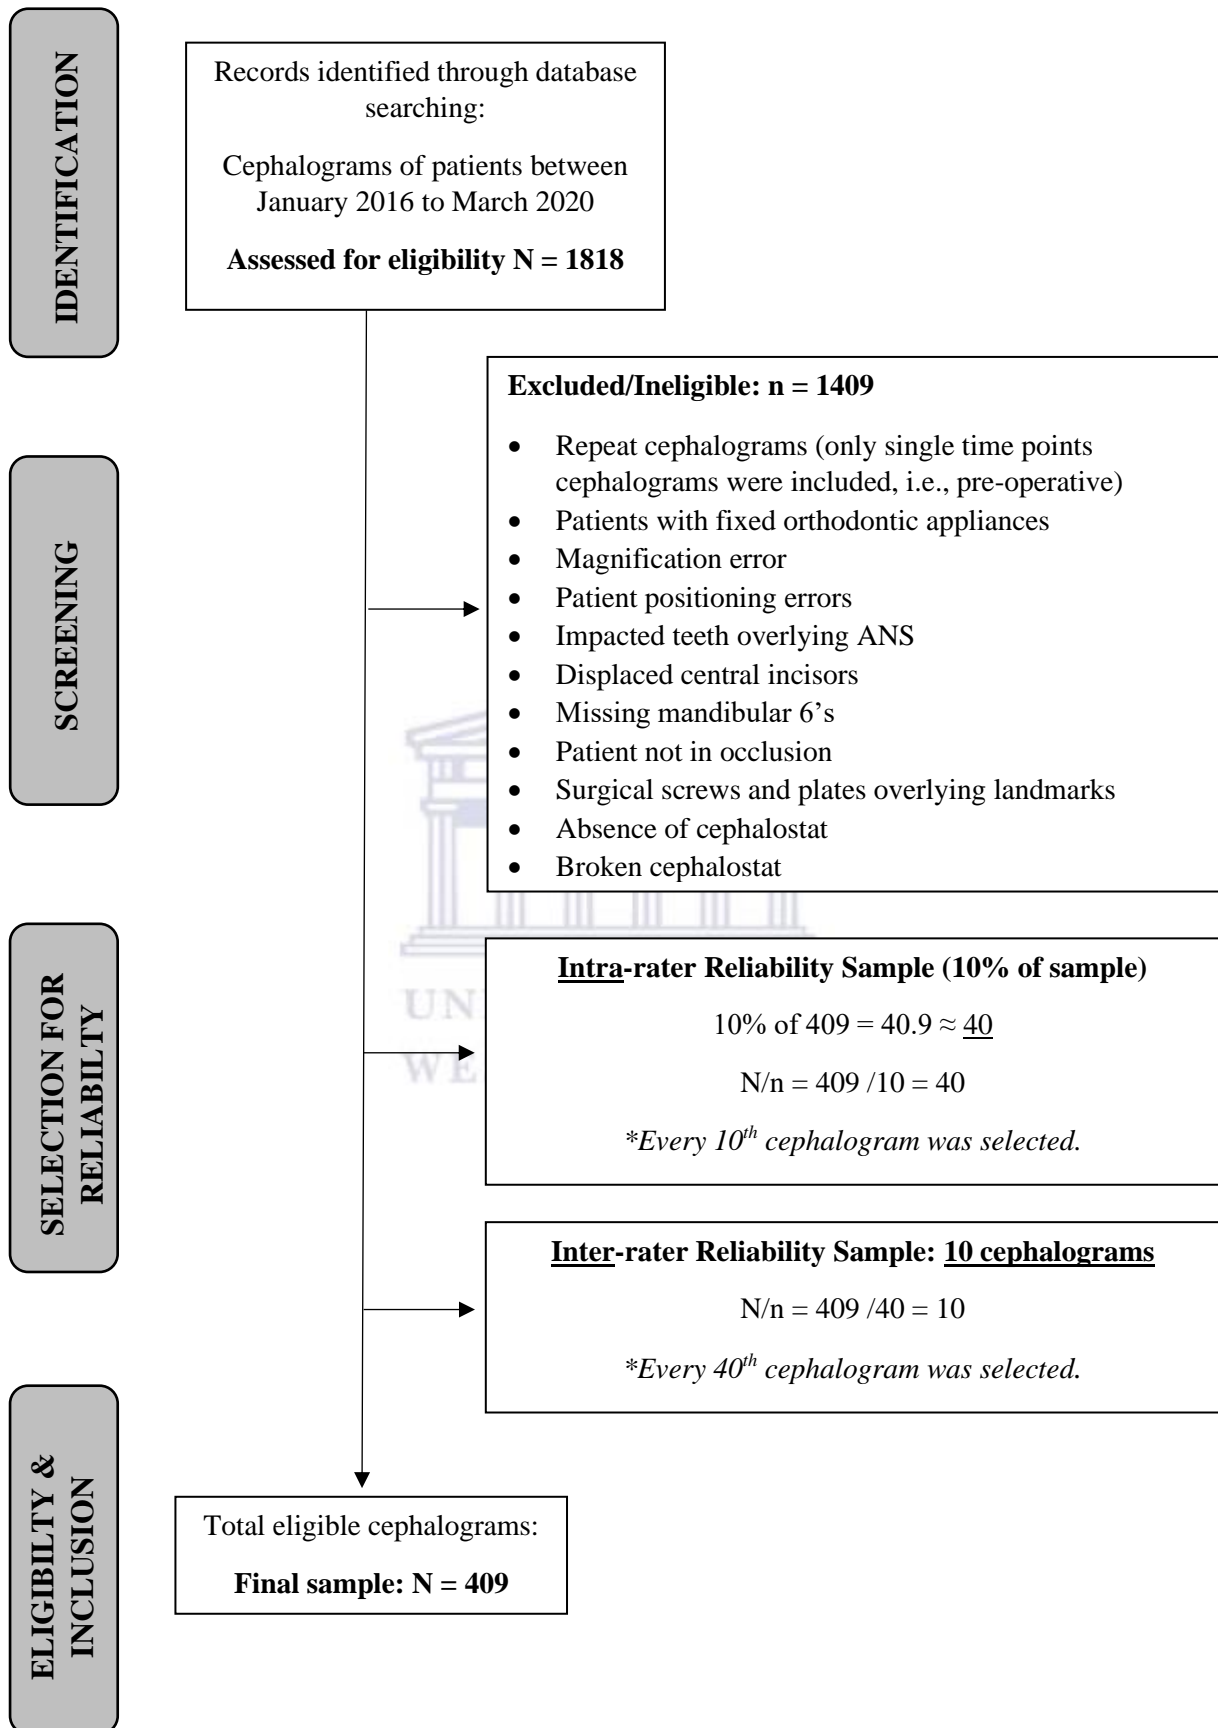 IDENTIFICATION
Records identified through database
searching:
Cephalograms of patients between
January 2016 to March 2020
Assessed for eligibility N = 1818
SCREENING
Excluded/Ineligible: n = 1409
• Repeat cephalograms (only single time points
cephalograms were included, i.e., pre-operative)
• Patients with fixed orthodontic appliances
• Magnification error
• Patient positioning errors
• Impacted teeth overlying ANS
• Displaced central incisors
• Missing mandibular 6’s
• Patient not in occlusion
• Surgical screws and plates overlying landmarks
• Absence of cephalostat
• Broken cephalostat
SELECTION FOR
RELIABILTY
Intra-rater Reliability Sample (10% of sample)
10% of 409 = 40.9 ≈ 40
N/n = 409 /10 = 40
*Every 10th cephalogram was selected.
Inter-rater Reliability Sample: 10 cephalograms
N/n = 409 /40 = 10
*Every 40th cephalogram was selected.
ELIGIBILTY &
INCLUSION
Total eligible cephalograms:
Final sample: N = 409
UN
WE